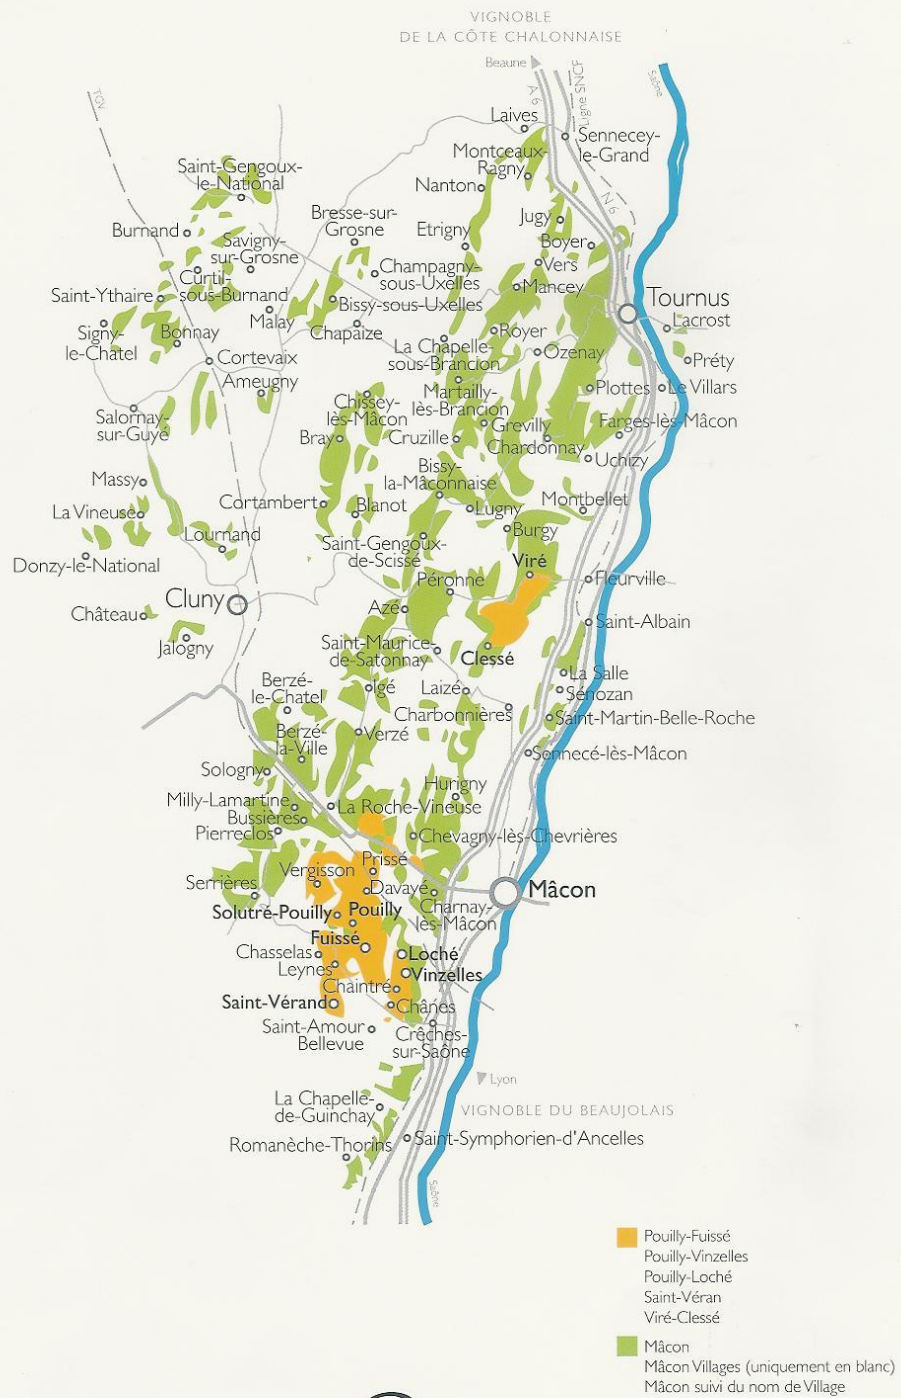 VIGNOBLE
DE LA CÔTE CHALONNAISE
Beaune
A 6
Ligne SNCF
Saône
TGV
Laives
Sennecey-
le-Grand
Montceaux-
Ragny
Saint-Gengoux-
le-National
Nanton
N 6
Bresse-sur-
Grosne
Jugy
Burnand
Etrigny
Savigny-
sur-Grosne
Boyer
Champagny-
sous-Uxelles
Vers
Curtil-
sous-Burnand
Mancey
Saint-Ythaire
Bissy-sous-Uxelles
Tournus
Malay
Lacrost
Signy-
le-Chatel
Bonnay
Chapaize
Royer
La Chapelle-
sous-Brancion
Ozenay
Cortevaix
Préty
Ameugny
Martailly-
lès-Brancion
Plottes
Le Villars
Chissey-
lès-Mâcon
Salornay-
sur-Guye
Grevilly
Farges-lès-Mâcon
Bray
Cruzille
Chardonnay
Uchizy
Bissy-
la-Mâconnaise
Massy
Cortambert
Blanot
Lugny
Montbellet
La Vineuse
Burgy
Lournand
Saint-Gengoux-
de-Scissé
Donzy-le-National
Viré
Péronne
Fleurville
Cluny
Azé
Château
Saint-Albain
Jalogny
Saint-Maurice-
de-Satonnay
Clessé
La Salle
Berzé-
le-Chatel
Igé
Laizé
Sénozan
Charbonnières
Saint-Martin-Belle-Roche
Berzé-
la-Ville
Verzé
Sennecé-lès-Mâcon
Sologny
Hurigny
Milly-Lamartine
La Roche-Vineuse
Bussières
Pierreclos
Chevagny-lès-Chevrières
Prissé
Vergisson
Serrières
Davayé
Mâcon
Charnay-
lès-Mâcon
Solutré-Pouilly
Pouilly
Fuissé
Chasselas
Loché
Leynes
Vinzelles
Chaintré
Saint-Vérand
Chânes
Saint-Amour
Bellevue
Crêches-
sur-Saône
Lyon
La Chapelle-
de-Guinchay
VIGNOBLE DU BEAUJOLAIS
Romanèche-Thorins
Saint-Symphorien-d'Ancelles
Saône
Pouilly-Fuissé
Pouilly-Vinzelles
Pouilly-Loché
Saint-Véran
Viré-Clessé
Mâcon
Mâcon Villages (uniquement en blanc)
Mâcon suivi du nom de Village